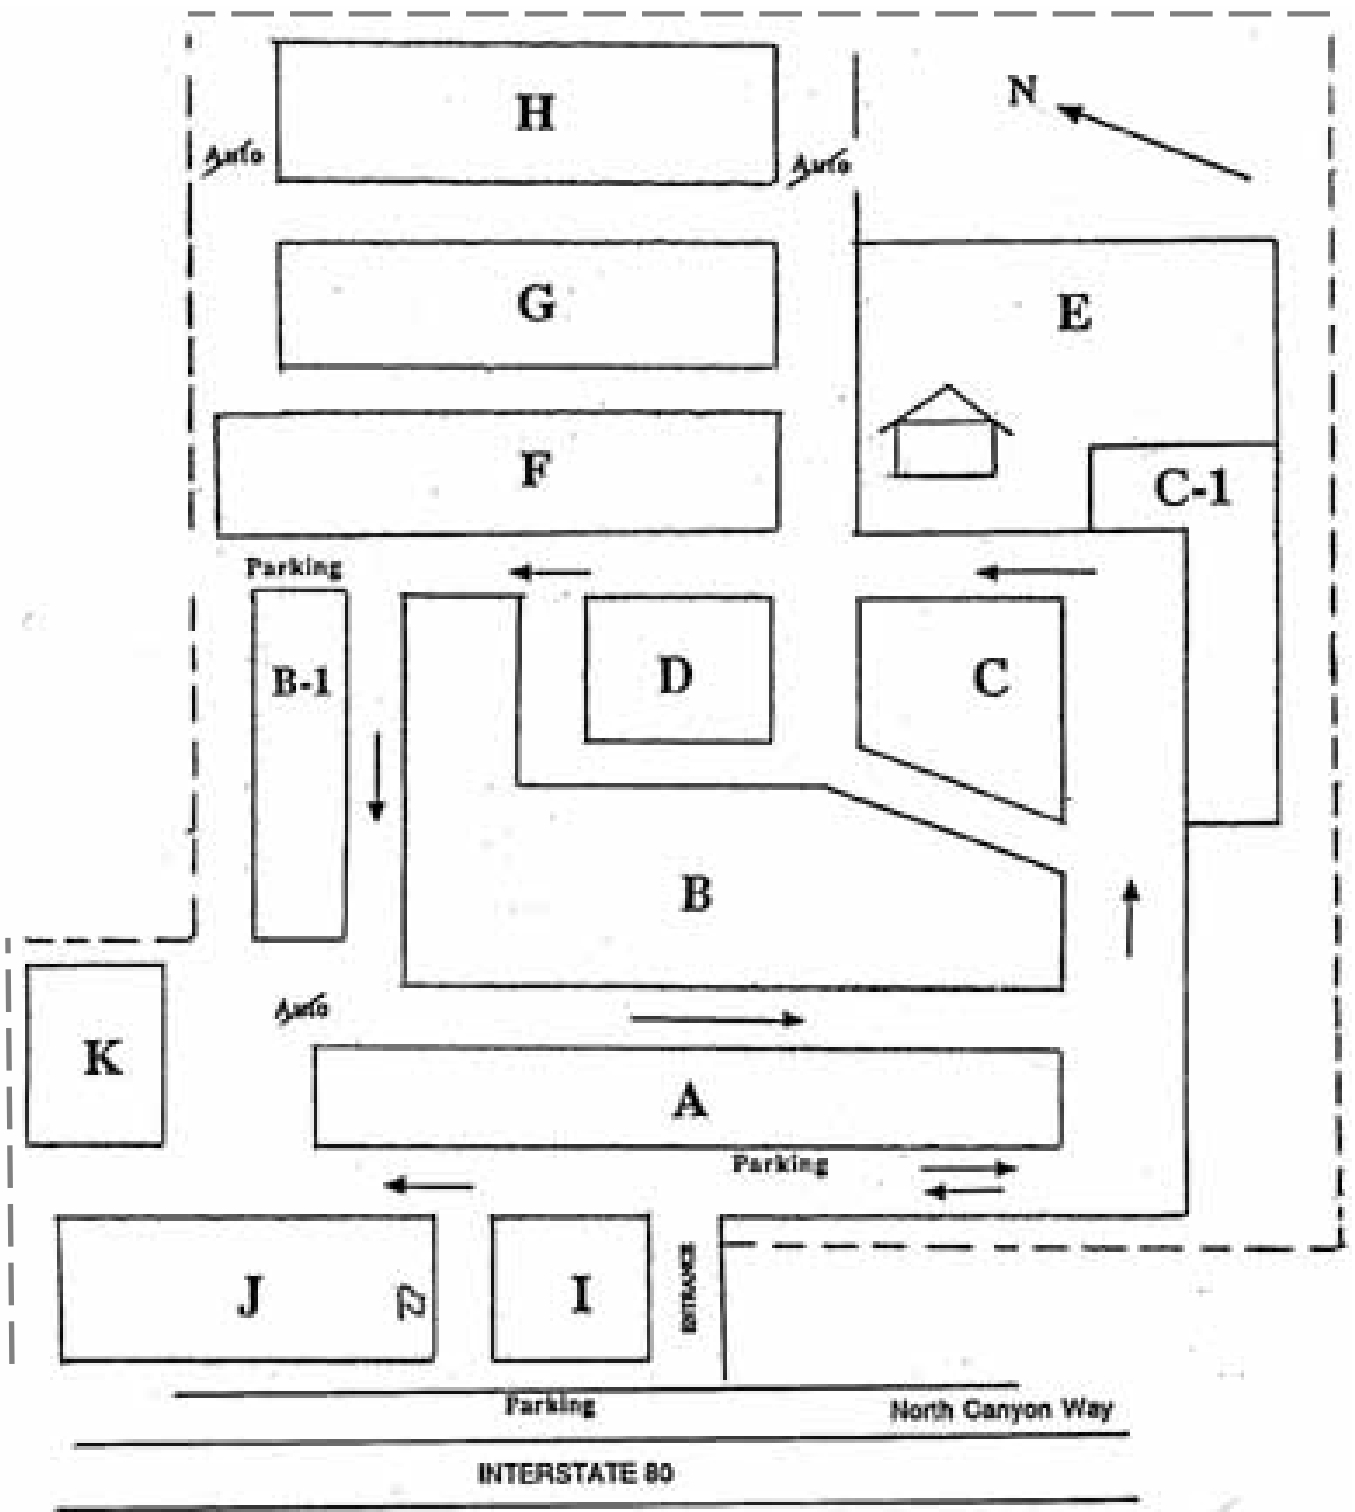 H
N
Auto
Auto
G
E
F
C-1
Parking
B-1
D
C
B
Auto
K
A
Parking
J
I
ENTRANCE
Parking
North Canyon Way
INTERSTATE 80